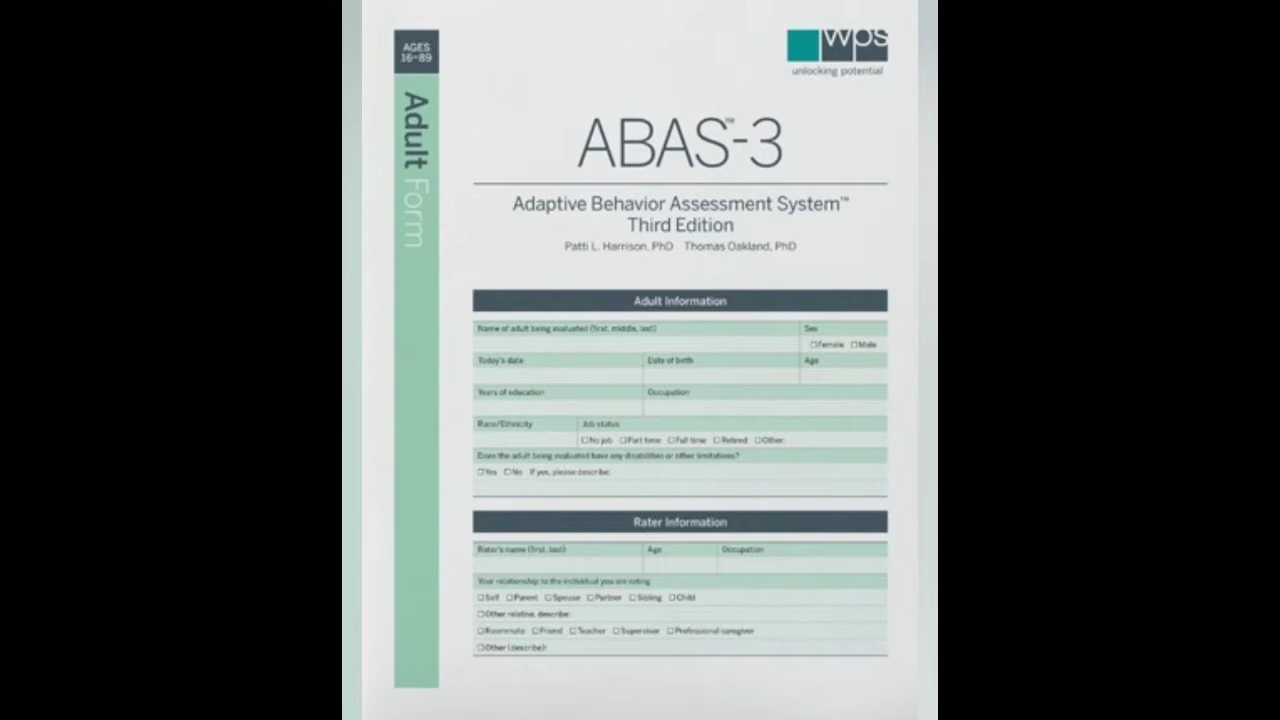 AGES
16–89
Adult Form
wps
unlocking potential
ABAS™-3
Adaptive Behavior Assessment System™
Third Edition
Patti L. Harrison, PhD Thomas Oakland, PhD
Adult Information
Name of adult being evaluated (first, middle, last) Sex
☐Female ☐Male
Today's date Date of birth Age
Years of education Occupation
Race/Ethnicity Job status
☐No job ☐Part time ☐Full time ☐Retired ☐Other:
Does the adult being evaluated have any disabilities or other limitations?
☐Yes ☐No If yes, please describe:
Rater Information
Rater's name (first, last) Age Occupation
Your relationship to the individual you are rating
☐Self ☐Parent ☐Spouse ☐Partner ☐Sibling ☐Child
☐Other relative, describe:
☐Roommate ☐Friend ☐Teacher ☐Supervisor ☐Professional caregiver
☐Other (describe):